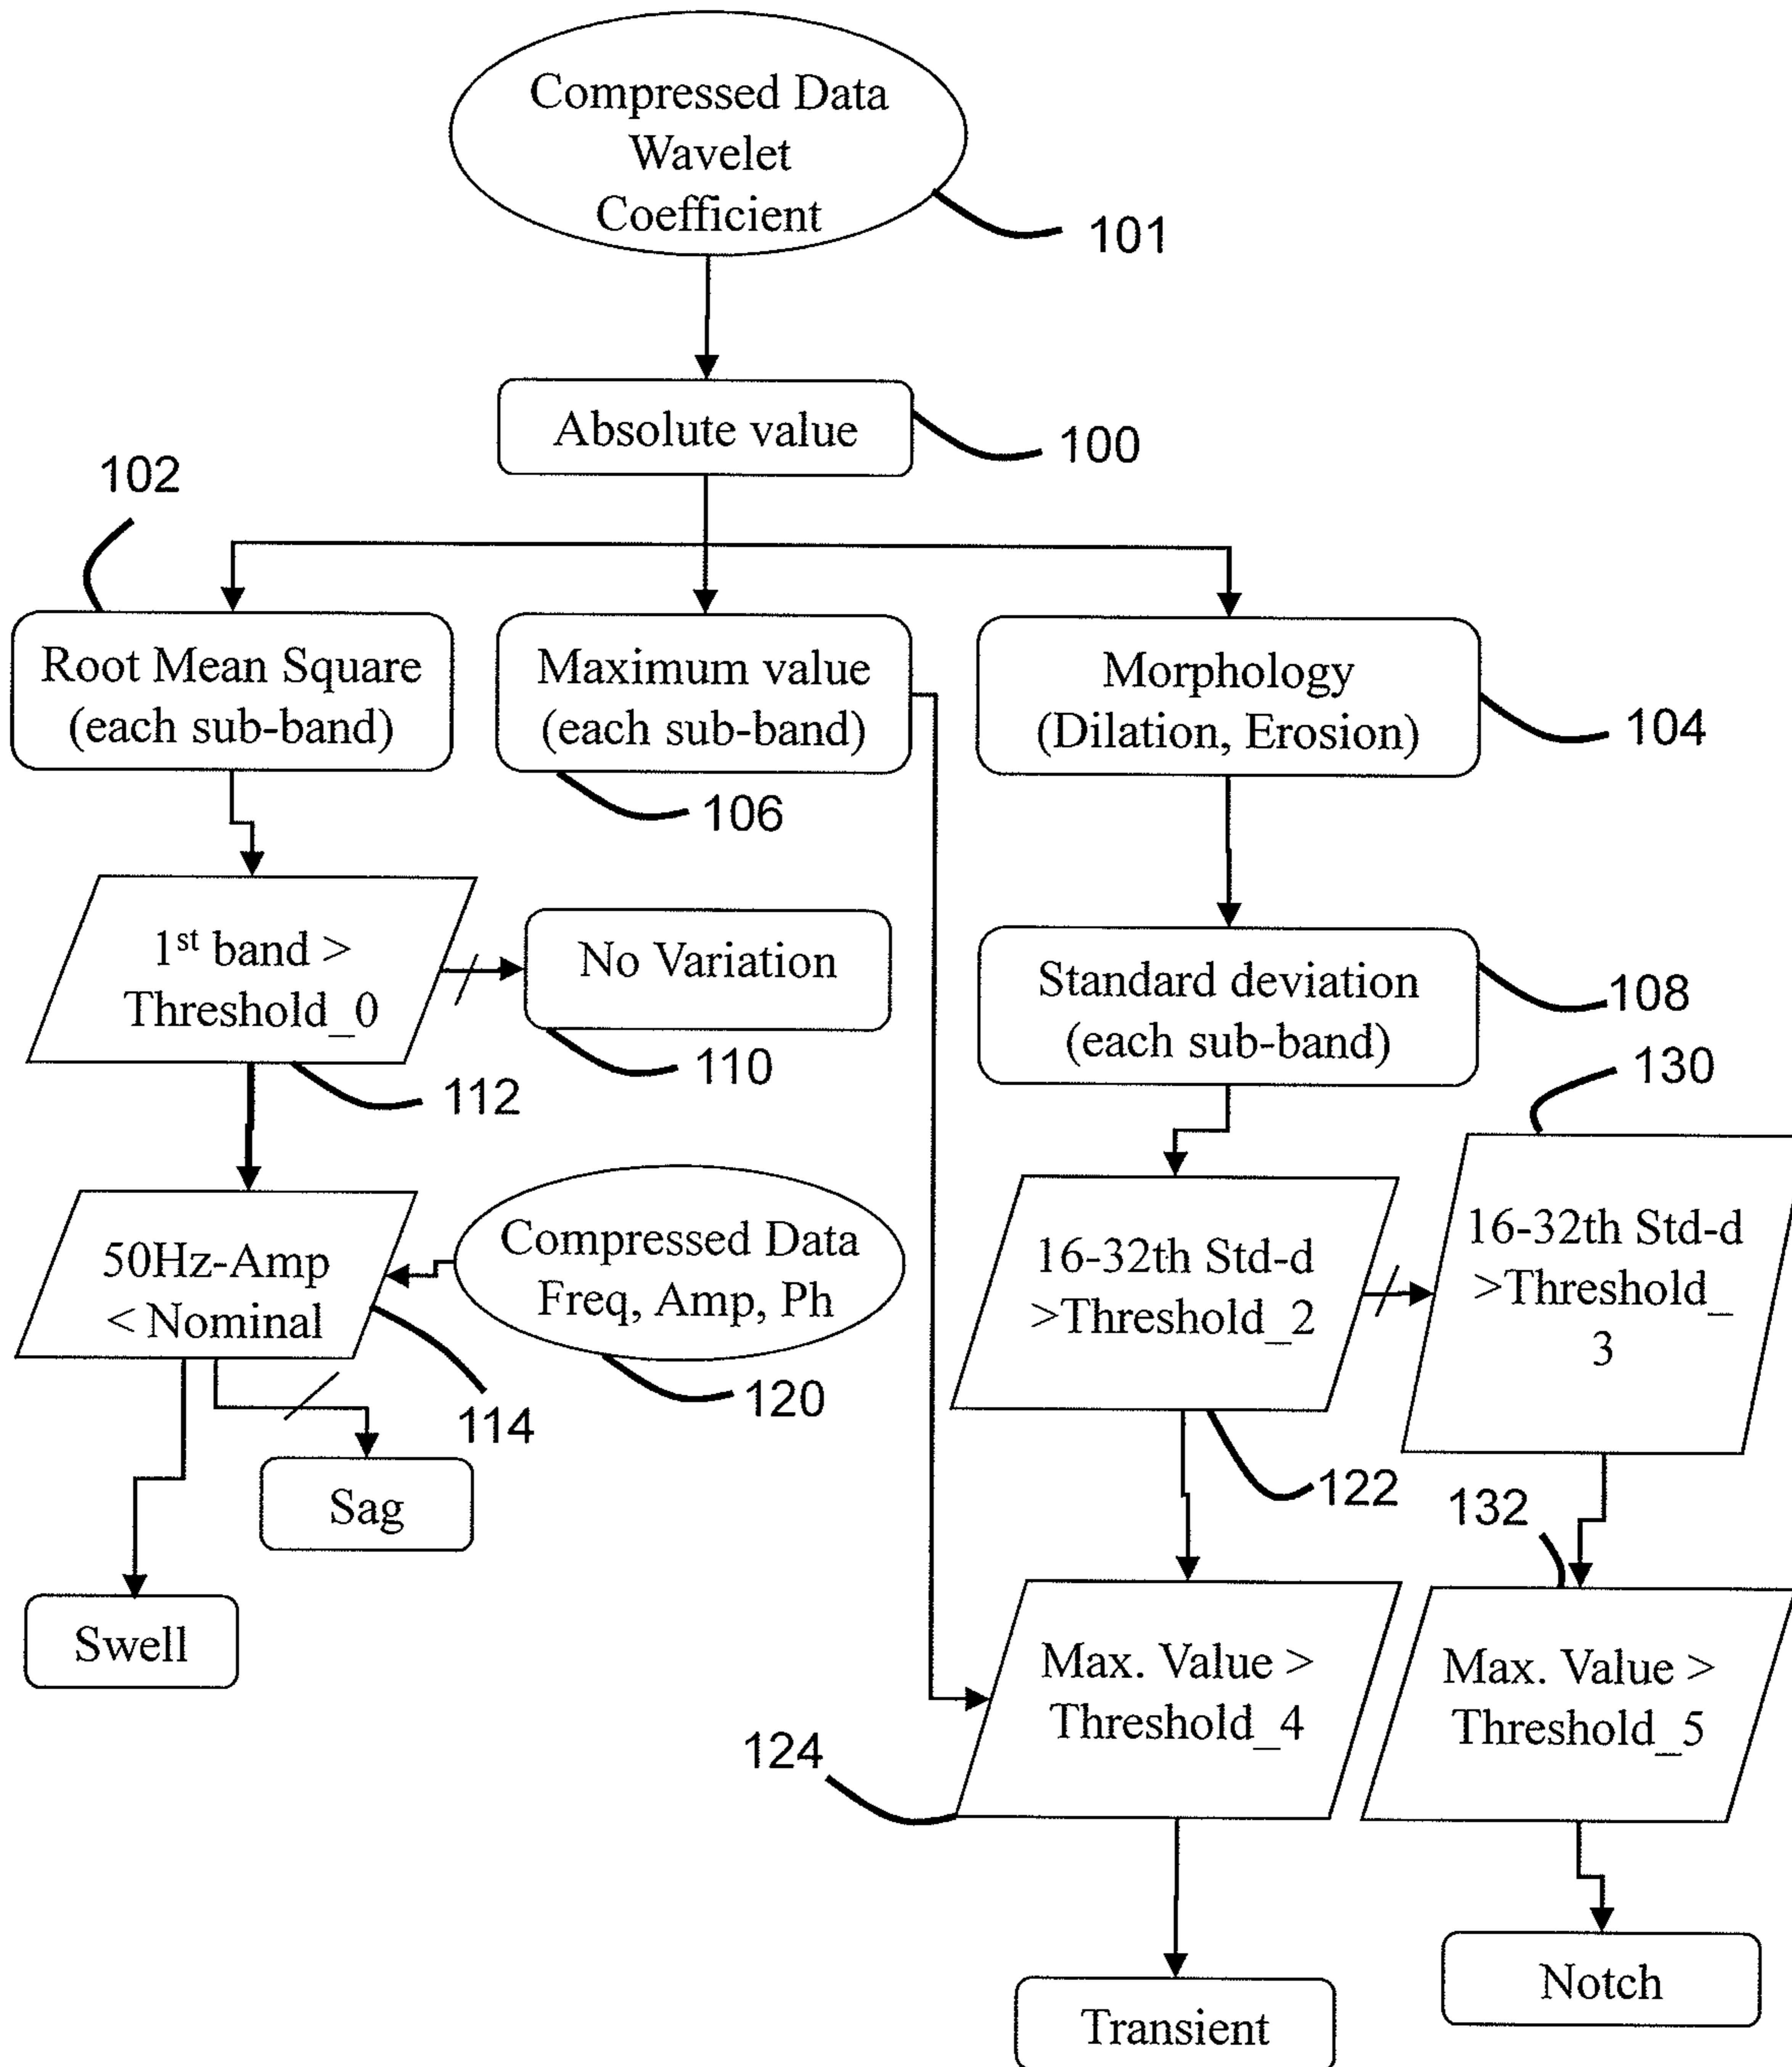 Compressed Data
Wavelet
Coefficient
101
Absolute value
100
102
Root Mean Square
(each sub-band)
Maximum value
(each sub-band)
106
Morphology
(Dilation, Erosion)
104
1st band >
Threshold_0
112
No Variation
110
Standard deviation
(each sub-band)
108
130
50Hz-Amp
< Nominal
114
Compressed Data
Freq, Amp, Ph
120
16-32th Std-d
>Threshold_2
122
16-32th Std-d
>Threshold_
3
132
Sag
Swell
Max. Value >
Threshold_4
124
Max. Value >
Threshold_5
Transient
Notch